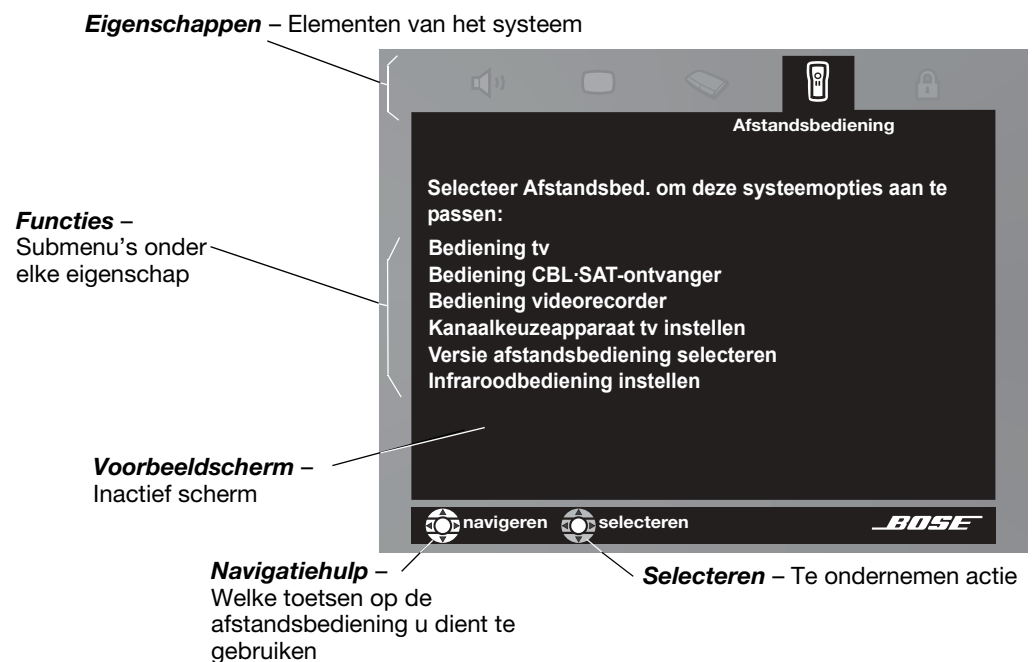 Eigenschappen – Elementen van het systeem
Afstandsbediening
Selecteer Afstandsbed. om deze systeemopties aan te
passen:
Functies –
Submenu's onder
elke eigenschap
Bediening tv
Bediening CBL·SAT-ontvanger
Bediening videorecorder
Kanaalkeuzeapparaat tv instellen
Versie afstandsbediening selecteren
Infraroodbediening instellen
Voorbeeldscherm –
Inactief scherm
navigeren
selecteren
BOSE
Navigatiehulp –
Welke toetsen op de
afstandsbediening u dient te
gebruiken
Selecteren – Te ondernemen actie